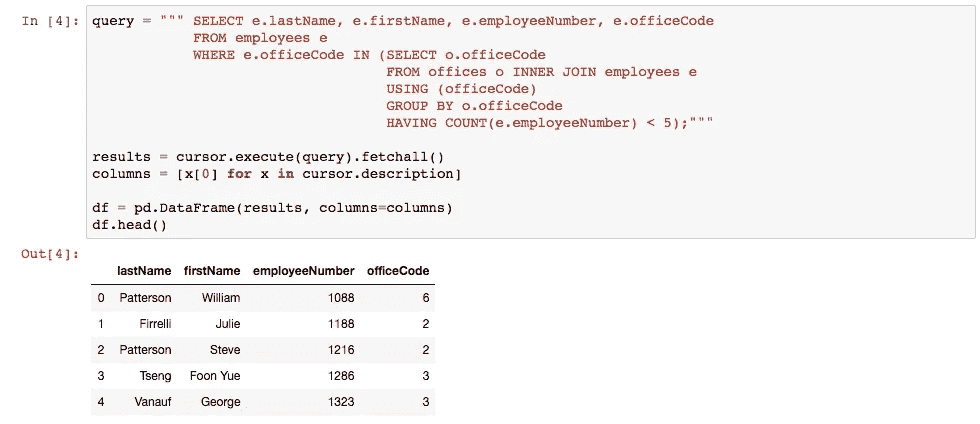 In [4]: query = """ SELECT e.lastName, e.firstName, e.employeeNumber, e.officeCode
FROM employees e
WHERE e.officeCode IN (SELECT o.officeCode
FROM offices o INNER JOIN employees e
USING (officeCode)
GROUP BY o.officeCode
HAVING COUNT(e.employeeNumber) < 5);"""
results = cursor.execute(query).fetchall()
columns = [x[0] for x in cursor.description]
df = pd.DataFrame(results, columns=columns)
df.head()
Out[4]:
lastName firstName employeeNumber officeCode
0 Patterson William 1088 6
1 Firrelli Julie 1188 2
2 Patterson Steve 1216 2
3 Tseng Foon Yue 1286 3
4 Vanauf George 1323 3